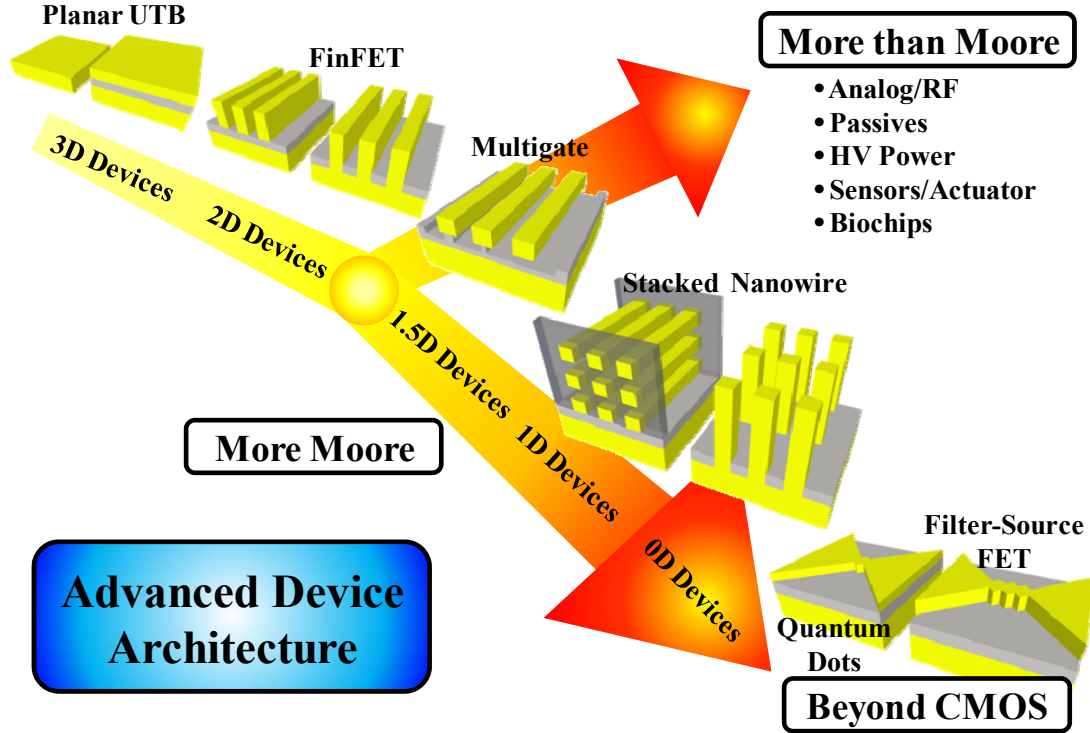 Planar UTB
FinFET
Multigate
Stacked Nanowire
More than Moore
• Analog/RF
• Passives
• HV Power
• Sensors/Actuator
• Biochips
3D Devices
2D Devices
1.5D Devices
1D Devices
0D Devices
More Moore
Advanced Device
Architecture
Filter-Source
FET
Quantum
Dots
Beyond CMOS